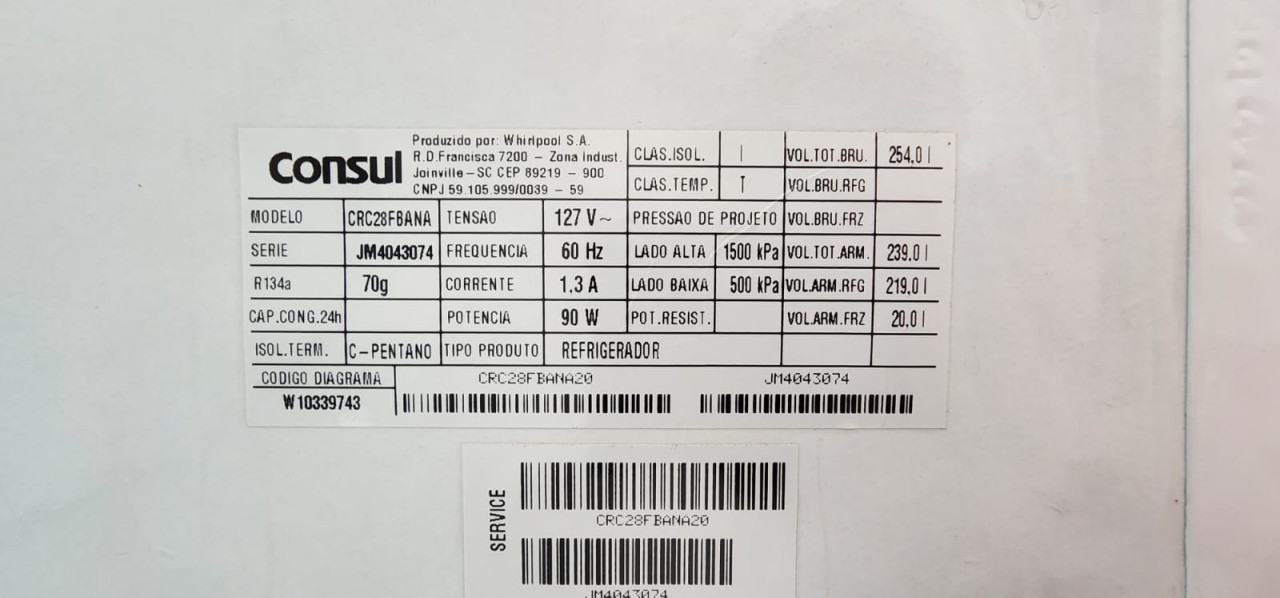 Consul
Produzido por: Whirlpool S.A.
R.D.Francisca 7200 – Zona Indust.
Joinville–SC CEP 89219 – 900
CNPJ 59.105.999/0039 – 59
CLAS.ISOL. I VOL.TOT.BRU. 254,0 l
CLAS.TEMP. T VOL.BRU.RFG
MODELO CRC28FBANA TENSAO 127 V~ PRESSAO DE PROJETO VOL.BRU.FRZ
SERIE JM4043074 FREQUENCIA 60 Hz LADO ALTA 1500 kPa VOL.TOT.ARM. 239,0 l
R134a 70g CORRENTE 1,3 A LADO BAIXA 500 kPa VOL.ARM.RFG 219,0 l
CAP.CONG.24h POTENCIA 90 W POT.RESIST. VOL.ARM.FRZ 20,0 l
ISOL.TERM. C-PENTANO TIPO PRODUTO REFRIGERADOR
CODIGO DIAGRAMA CRC28FBANA20 JM4043074
W10339743
SERVICE
CRC28FBANA20
JM4043074